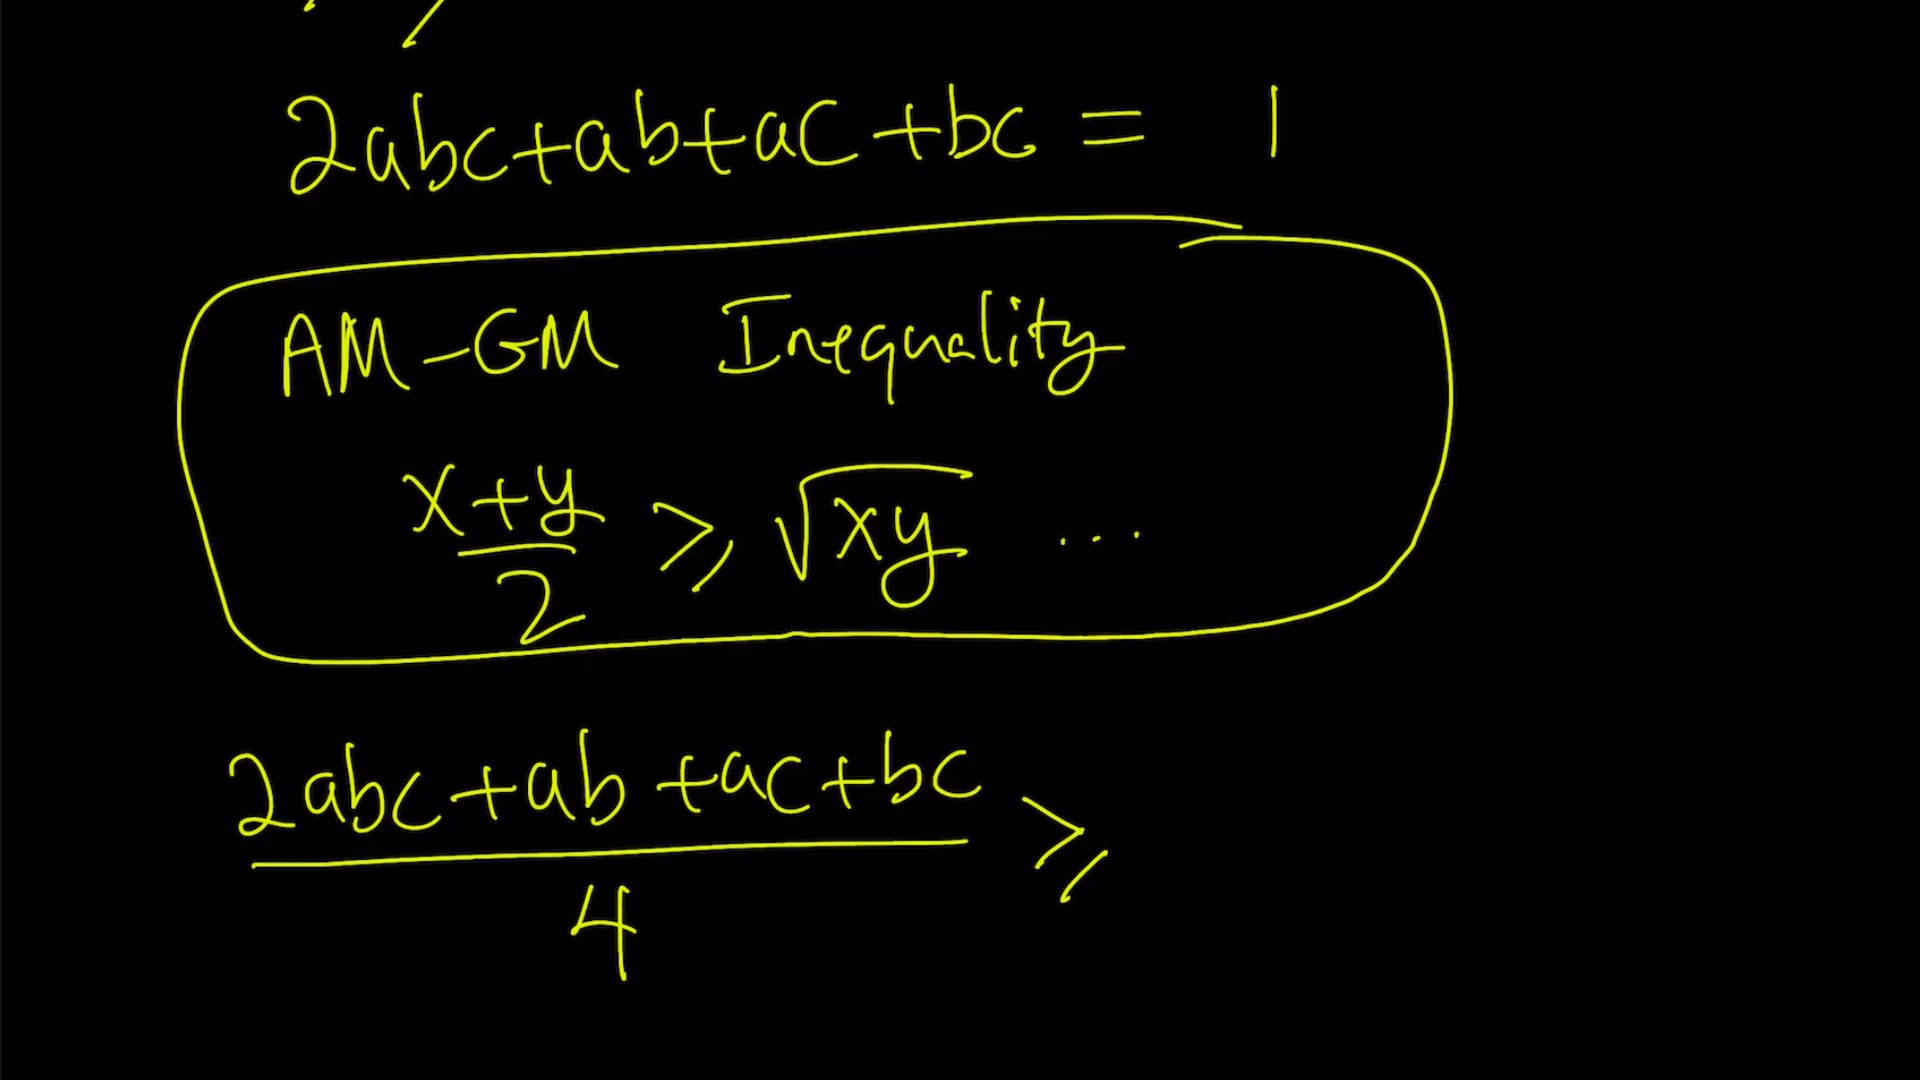 2abc+ab+ac+bc = 1
AM-GM Inequality
x+y
2
≥ √xy ...
2abc+ab+ac+bc
4
≥